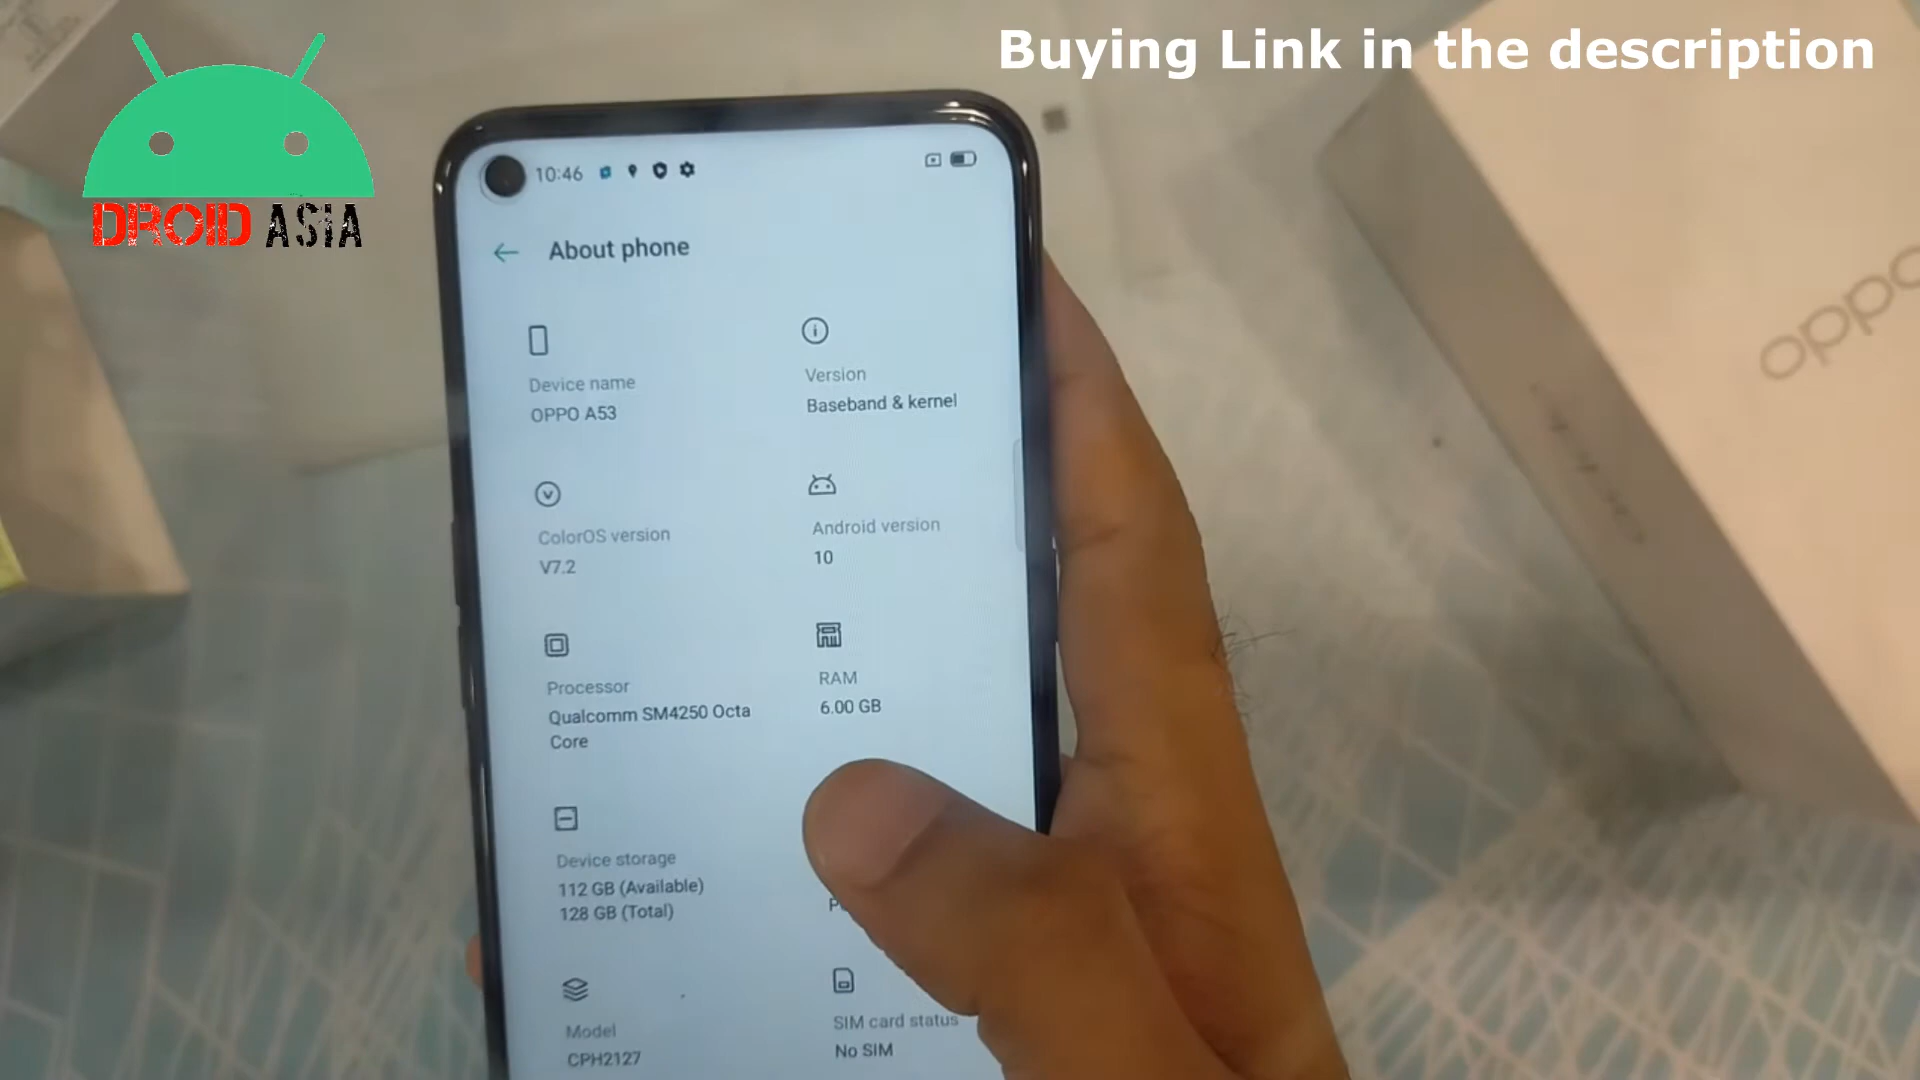 Buying Link in the description
DROID ASIA
10:46
About phone
Device name
OPPO A53
Version
Baseband & kernel
ColorOS version
V7.2
Android version
10
Processor
Qualcomm SM4250 Octa
Core
RAM
6.00 GB
Device storage
112 GB (Available)
128 GB (Total)
Model
CPH2127
SIM card status
No SIM
oppo